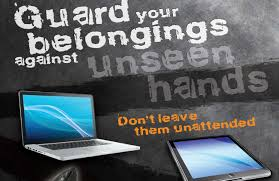 Guard your
belongings
against unseen
hands
Don't leave
them unattended